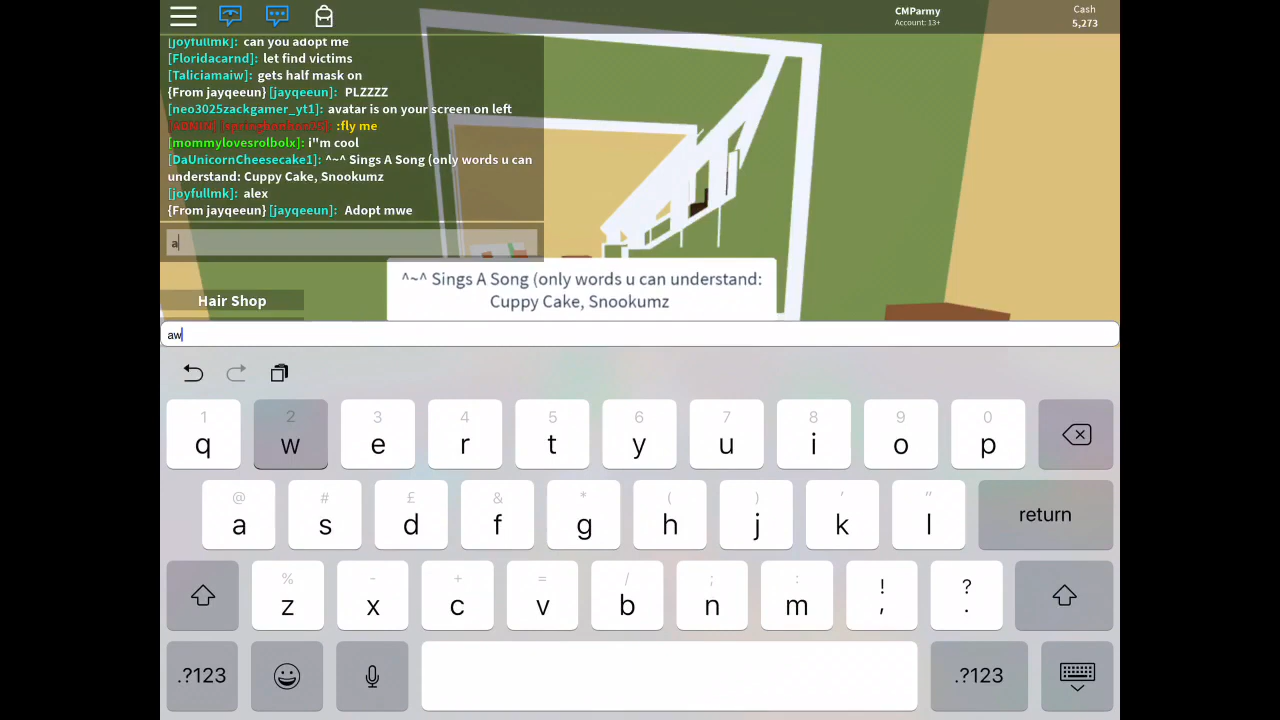 CMParmy
Account: 13+
Cash
5,273
[joyfullmk]: can you adopt me
[Floridacarnd]: let find victims
[Taliciamaiw]: gets half mask on
{From jayqeeun} [jayqeeun]: PLZZZZ
[neo3025zackgamer_yt1]: avatar is on your screen on left
:fly me
[mommylovesrolbolx]: i"m cool
[DaUnicornCheesecake1]: ^~^ Sings A Song (only words u can
understand: Cuppy Cake, Snookumz
[joyfullmk]: alex
{From jayqeeun} [jayqeeun]: Adopt mwe
a
^~^ Sings A Song (only words u can understand:
Cuppy Cake, Snookumz
Hair Shop
aw
1 2 3 4 5 6 7 8 9 0
q w e r t y u i o p
@ # £ & * ( ) ' "
a s d f g h j k l return
% - + = / ; : ! ?
z x c v b n m , .
.?123 .?123